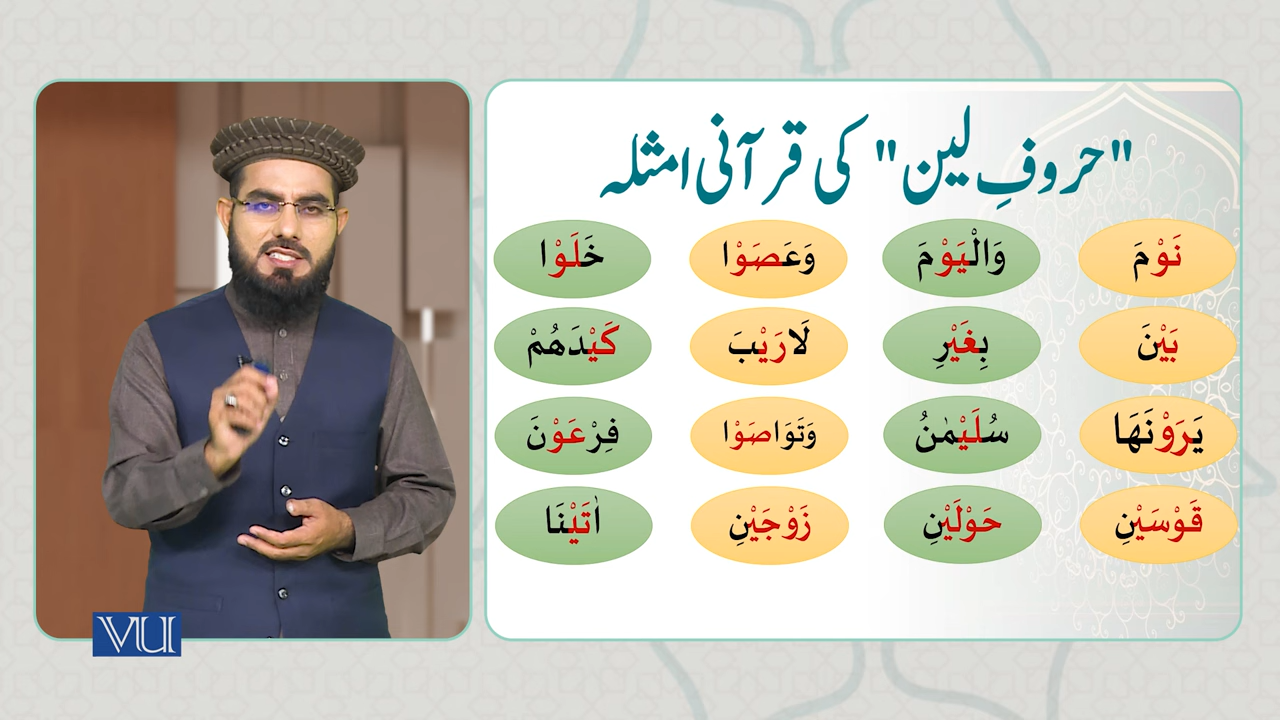 "حروفِ لین" کی قرآنی امثلہ
نَوْمَ وَالْيَوْمَ وَعَصَوْا خَلَوْا
بَيْنَ بِغَيْرِ لَارَيْبَ كَيْدَهُمْ
يَرَوْنَهَا سُلَيْمٰنُ وَتَوَاصَوْا فِرْعَوْنَ
قَوْسَيْنِ حَوْلَيْنِ زَوْجَيْنِ اٰتَيْنَا
VU